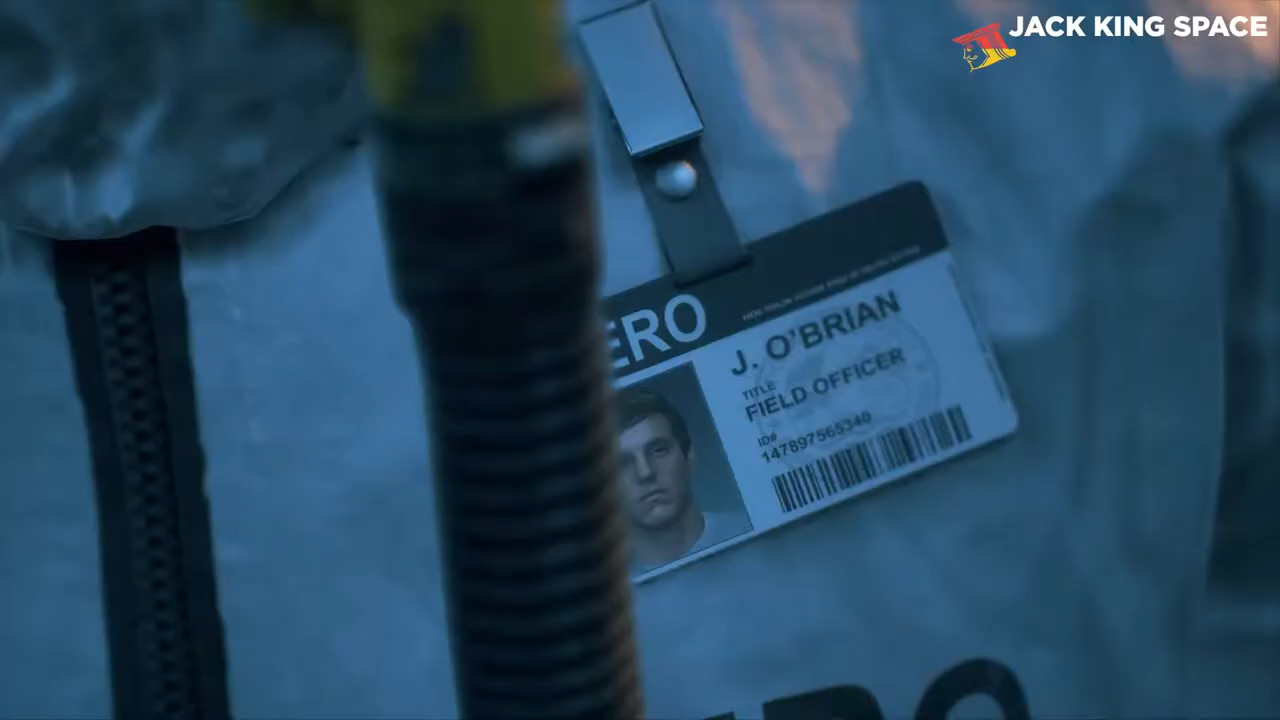 JACK KING SPACE
ERO
J. O'BRIAN
TITLE
FIELD OFFICER
ID#
147897565340